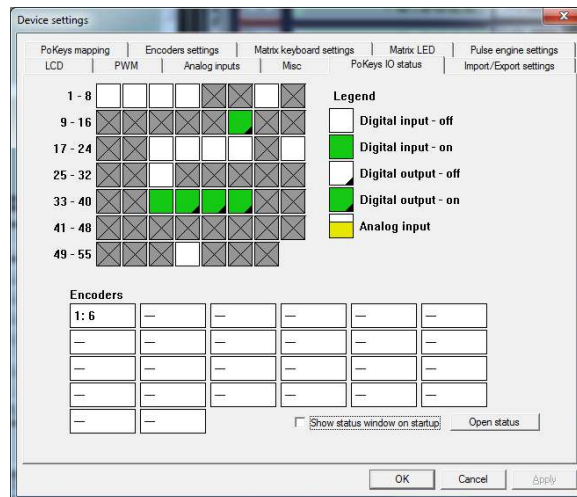 Device settings
PoKeys mapping
Encoders settings
Matrix keyboard settings
Matrix LED
Pulse engine settings
LCD
PWM
Analog inputs
Misc
PoKeys IO status
Import/Export settings
1 - 8
9 - 16
17 - 24
25 - 32
33 - 40
41 - 48
49 - 55
Legend
Digital input - off
Digital input - on
Digital output - off
Digital output - on
Analog input
Encoders
1: 6 — — — — —
— — — — — —
— — — — — —
— — — — — —
— —
Show status window on startup
Open status
OK
Cancel
Apply